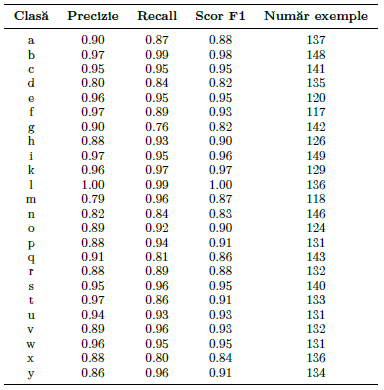 Clasă Precizie Recall Scor F1 Număr exemple
a 0.90 0.87 0.88 137
b 0.97 0.99 0.98 148
c 0.95 0.95 0.95 141
d 0.80 0.84 0.82 135
e 0.96 0.95 0.95 120
f 0.97 0.89 0.93 117
g 0.90 0.76 0.82 142
h 0.88 0.93 0.90 126
i 0.97 0.95 0.96 149
k 0.96 0.97 0.97 129
l 1.00 0.99 1.00 136
m 0.79 0.96 0.87 118
n 0.82 0.84 0.83 146
o 0.89 0.92 0.90 124
p 0.88 0.94 0.91 131
q 0.91 0.81 0.86 143
r 0.88 0.89 0.88 132
s 0.95 0.96 0.95 140
t 0.97 0.86 0.91 133
u 0.94 0.93 0.93 131
v 0.89 0.96 0.93 132
w 0.96 0.95 0.95 131
x 0.88 0.80 0.84 136
y 0.86 0.96 0.91 134